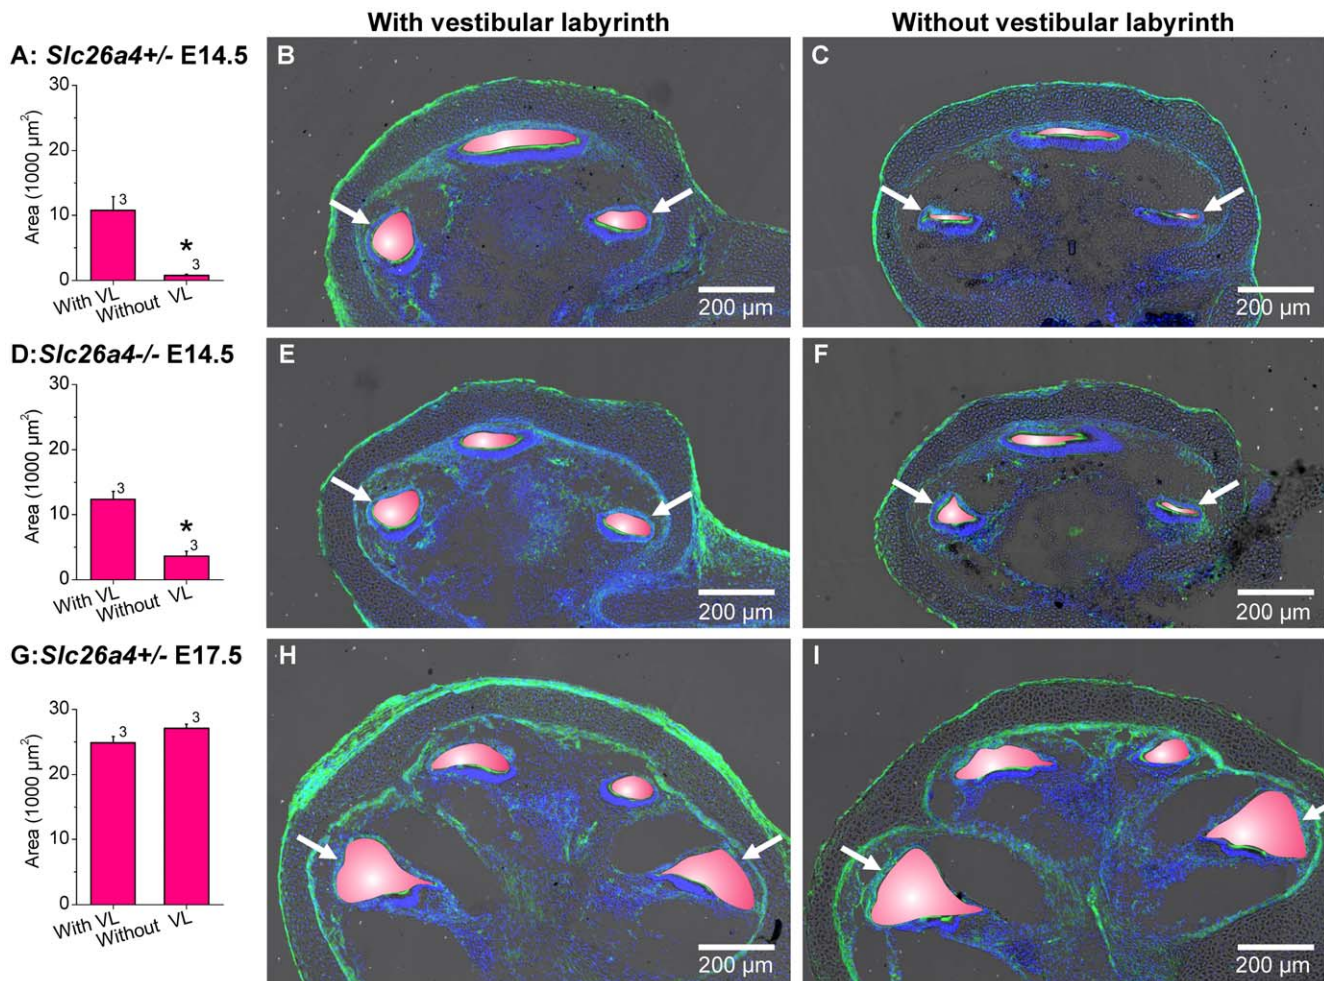 With vestibular labyrinth
Without vestibular labyrinth
A: Slc26a4+/- E14.5
30
20
10
0
Area (1000 µm²)
3
*
3
With VL
Without VL
B
200 µm
C
200 µm
D:Slc26a4-/- E14.5
30
20
10
0
Area (1000 µm²)
3
*
3
With VL
Without VL
E
200 µm
F
200 µm
G:Slc26a4+/- E17.5
30
20
10
0
Area (1000 µm²)
3
3
With VL
Without VL
H
200 µm
I
200 µm